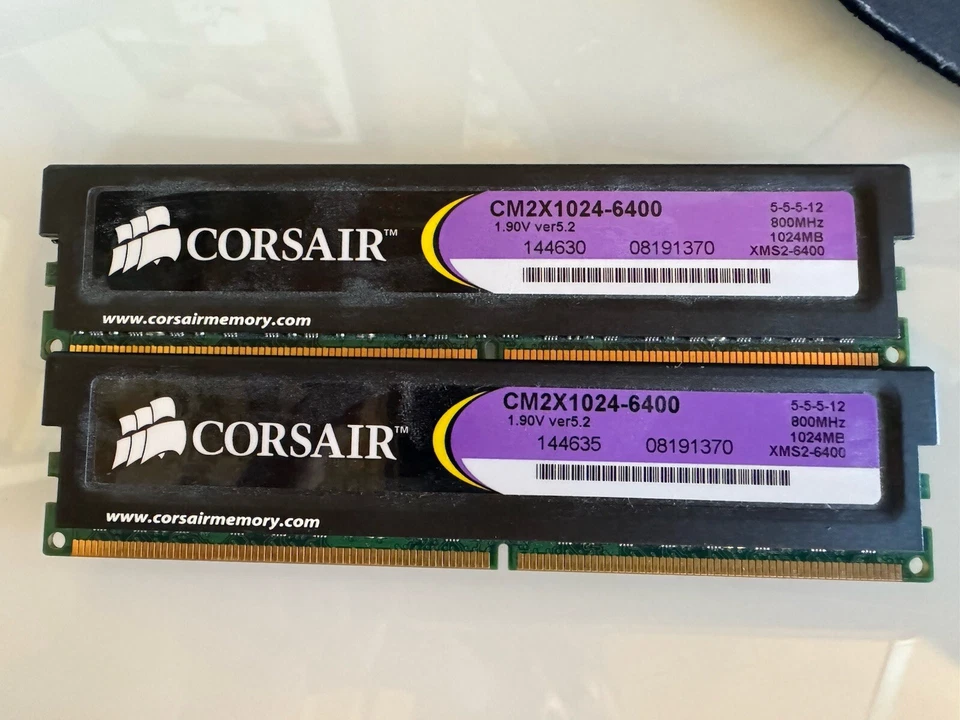 CORSAIR™
www.corsairmemory.com
CM2X1024-6400
1.90V ver5.2
144630 08191370
5-5-5-12
800MHz
1024MB
XMS2-6400
CORSAIR™
www.corsairmemory.com
CM2X1024-6400
1.90V ver5.2
144635 08191370
5-5-5-12
800MHz
1024MB
XMS2-6400